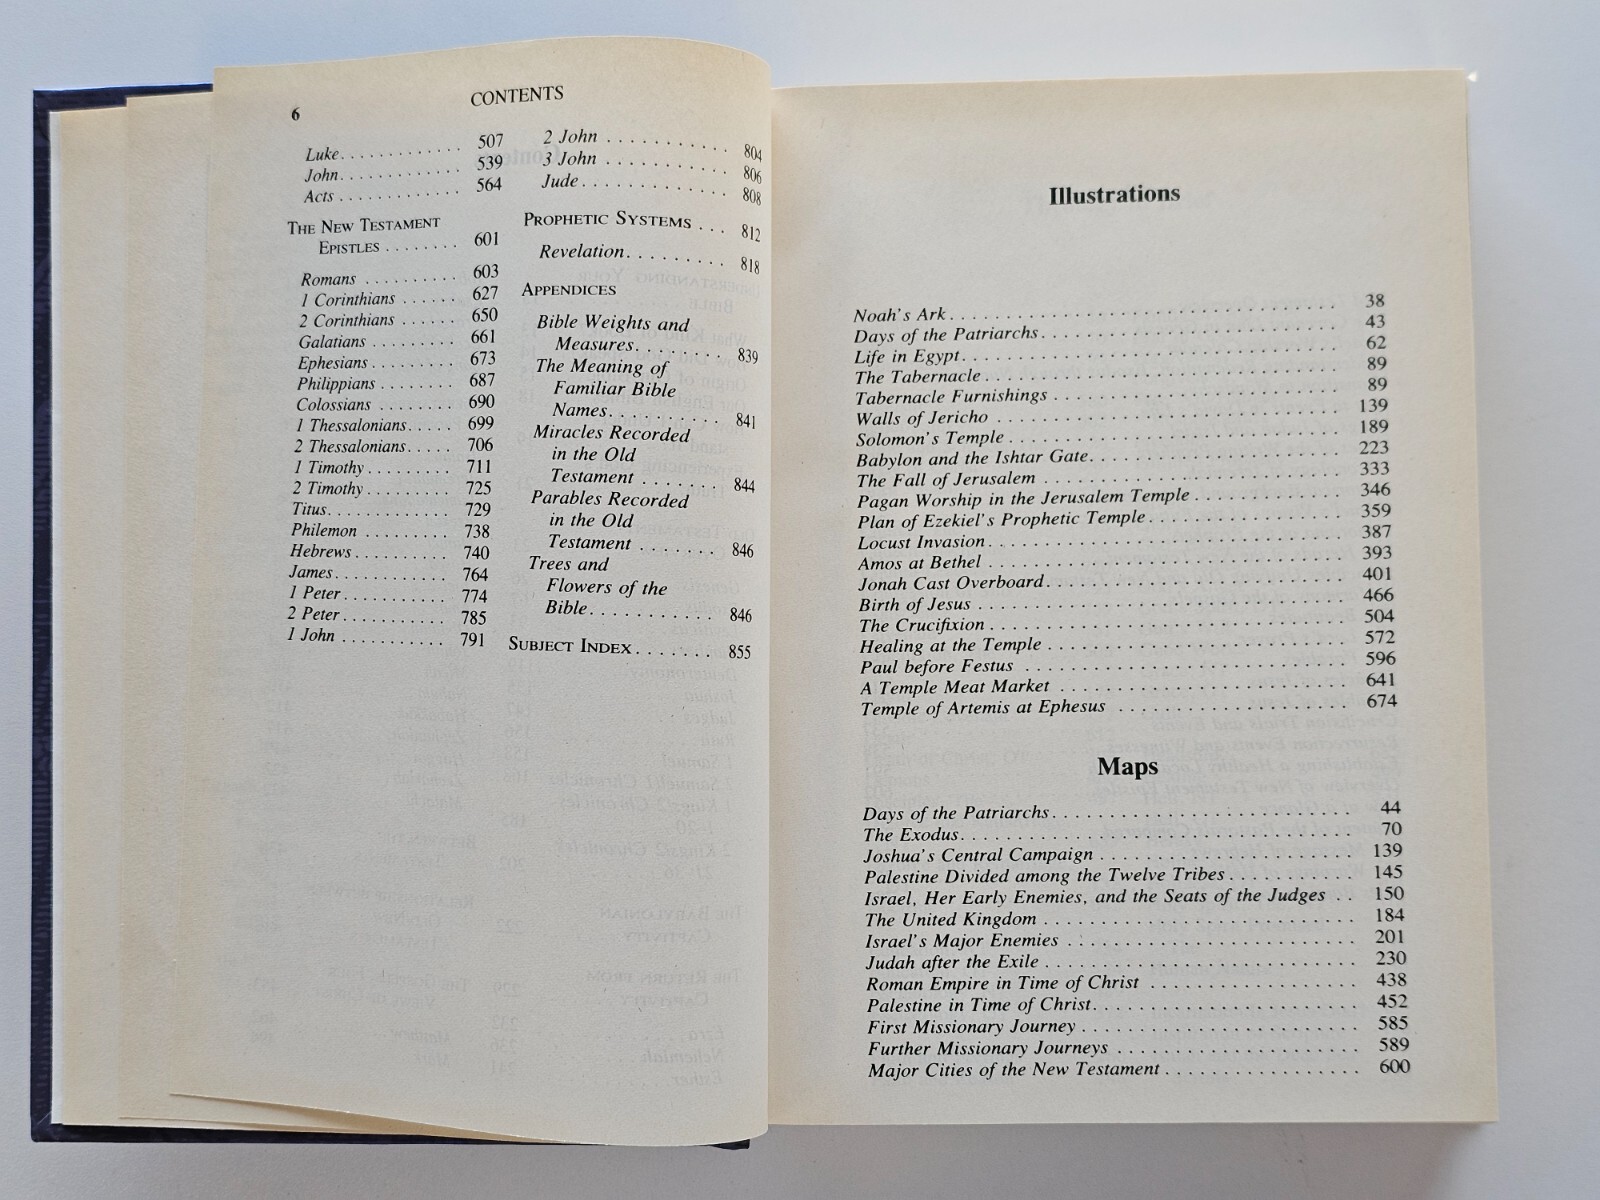 6
CONTENTS
Luke............. 507
John............. 539
Acts ............. 564
THE NEW TESTAMENT
EPISTLES ........ 601
Romans .......... 603
1 Corinthians ...... 627
2 Corinthians ...... 650
Galatians ......... 661
Ephesians ......... 673
Philippians ........ 687
Colossians ........ 690
1 Thessalonians..... 699
2 Thessalonians ..... 706
1 Timothy ......... 711
2 Timothy ......... 725
Titus............. 729
Philemon ......... 738
Hebrews .......... 740
James............ 764
1 Peter........... 774
2 Peter........... 785
1 John ........... 791
2 John ........... 804
3 John ........... 806
Jude............. 808
PROPHETIC SYSTEMS ... 812
Revelation......... 818
APPENDICES
Bible Weights and
Measures........ 839
The Meaning of
Familiar Bible
Names.......... 841
Miracles Recorded
in the Old
Testament ....... 844
Parables Recorded
in the Old
Testament ....... 846
Trees and
Flowers of the
Bible........... 846
SUBJECT INDEX....... 855
Illustrations
Noah's Ark................................ 38
Days of the Patriarchs........................ 43
Life in Egypt............................... 62
The Tabernacle............................. 89
Tabernacle Furnishings ....................... 89
Walls of Jericho ............................ 139
Solomon's Temple ........................... 189
Babylon and the Ishtar Gate.................... 223
The Fall of Jerusalem ........................ 333
Pagan Worship in the Jerusalem Temple ............ 346
Plan of Ezekiel's Prophetic Temple................ 359
Locust Invasion............................. 387
Amos at Bethel ............................. 393
Jonah Cast Overboard........................ 401
Birth of Jesus .............................. 466
The Crucifixion ............................. 504
Healing at the Temple ........................ 572
Paul before Festus .......................... 596
A Temple Meat Market ....................... 641
Temple of Artemis at Ephesus ................... 674
Maps
Days of the Patriarchs........................ 44
The Exodus................................ 70
Joshua's Central Campaign .................... 139
Palestine Divided among the Twelve Tribes ........... 145
Israel, Her Early Enemies, and the Seats of the Judges .. 150
The United Kingdom ......................... 184
Israel's Major Enemies ....................... 201
Judah after the Exile ......................... 230
Roman Empire in Time of Christ ................. 438
Palestine in Time of Christ..................... 452
First Missionary Journey ...................... 585
Further Missionary Journeys ................... 589
Major Cities of the New Testament................ 600